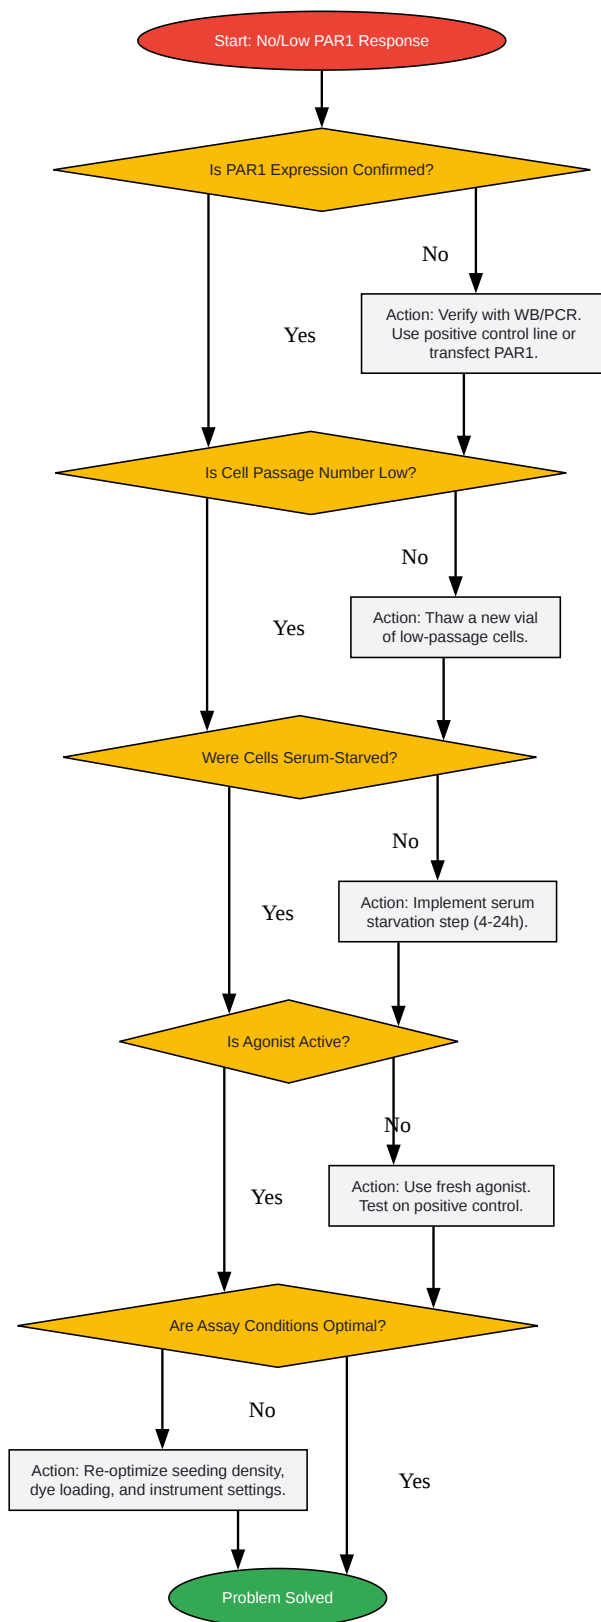 Start: No/Low PAR1 Response
Is PAR1 Expression Confirmed?
No
Action: Verify with WB/PCR.
Use positive control line or
transfect PAR1.
Yes
Is Cell Passage Number Low?
No
Action: Thaw a new vial
of low-passage cells.
Yes
Were Cells Serum-Starved?
No
Action: Implement serum
starvation step (4-24h).
Yes
Is Agonist Active?
No
Action: Use fresh agonist.
Test on positive control.
Yes
Are Assay Conditions Optimal?
No
Action: Re-optimize seeding density,
dye loading, and instrument settings.
Yes
Problem Solved